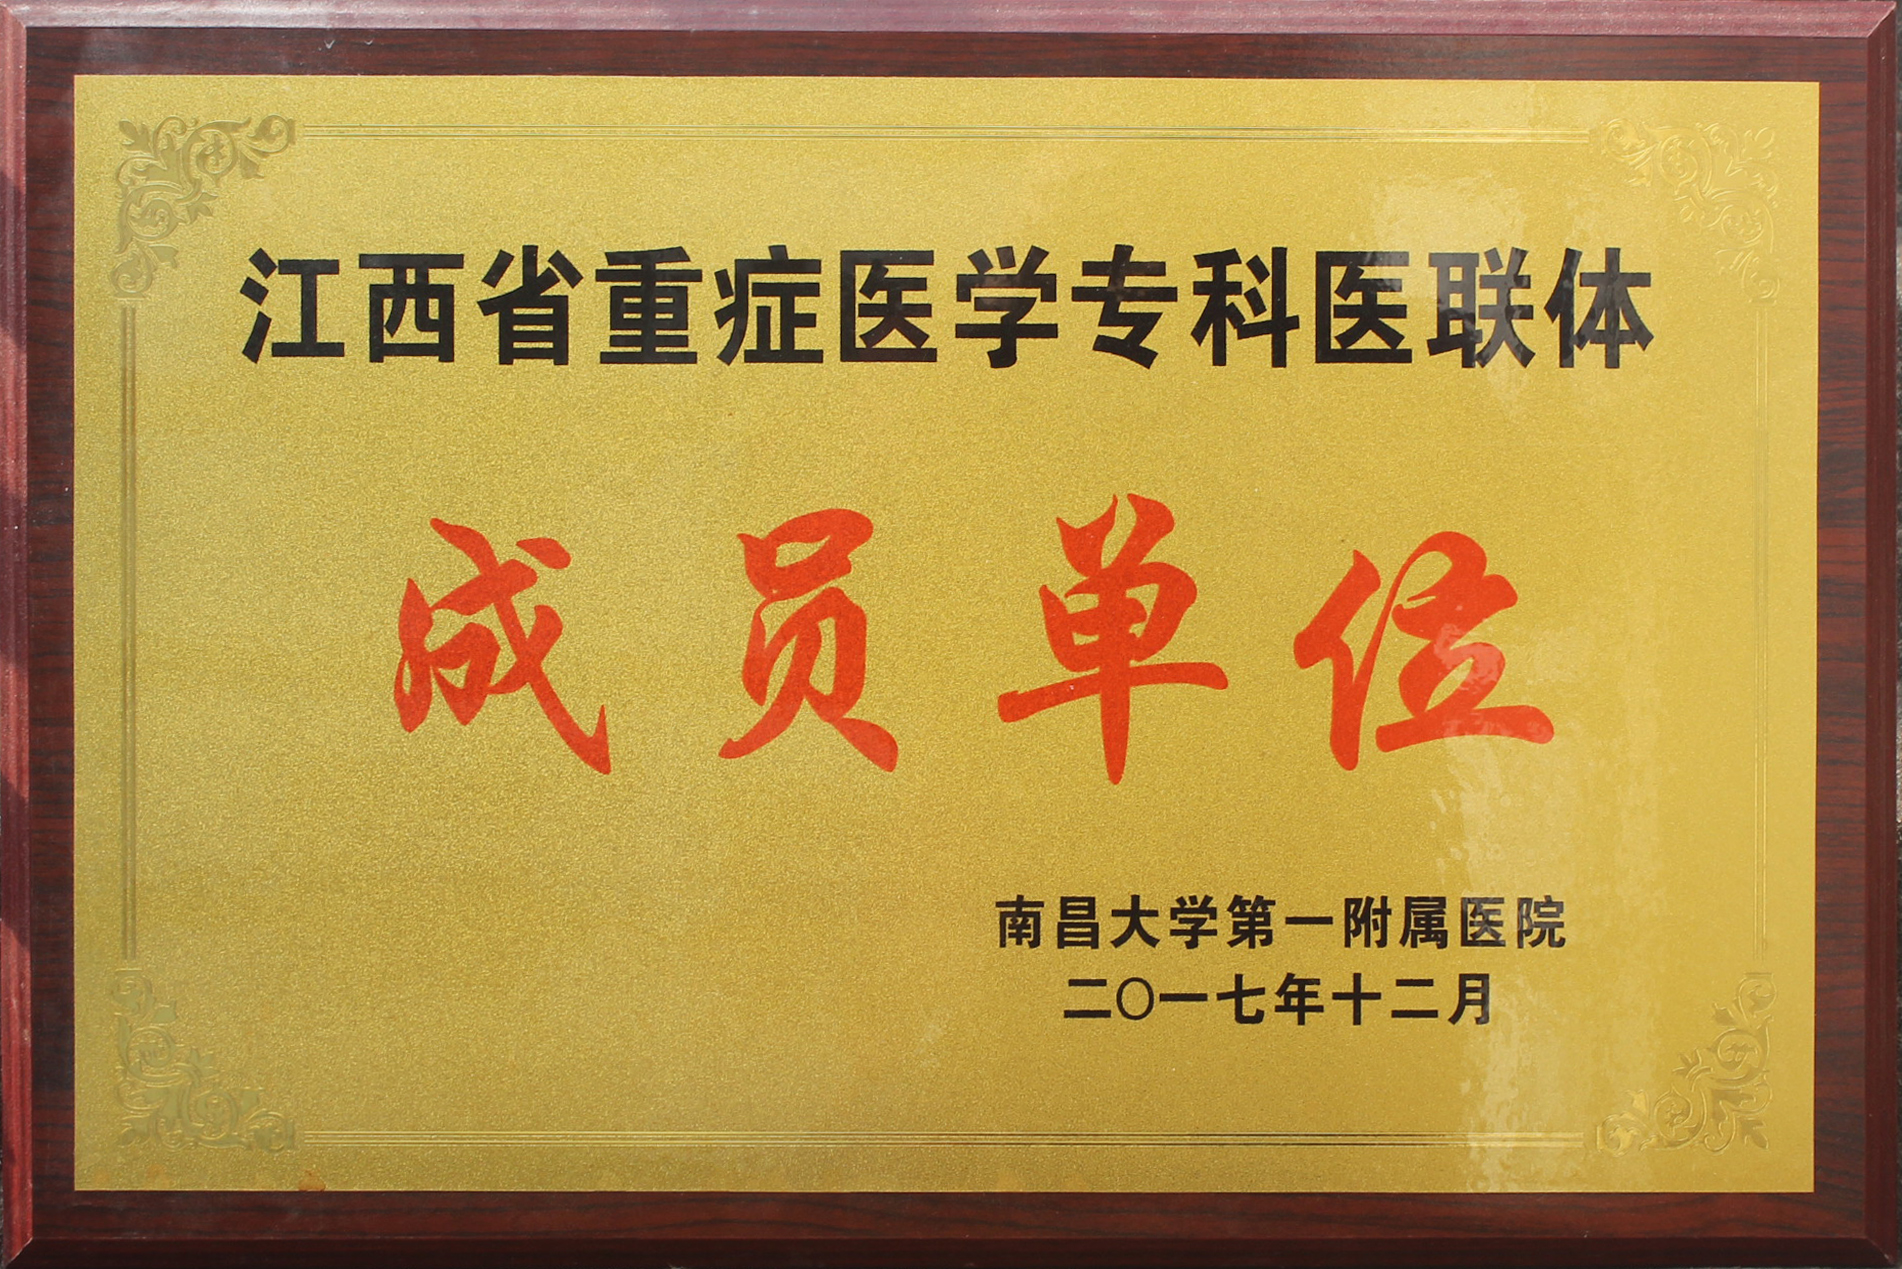 江西省重症医学专科医联体
成员单位
南昌大学第一附属医院
二〇一七年十二月